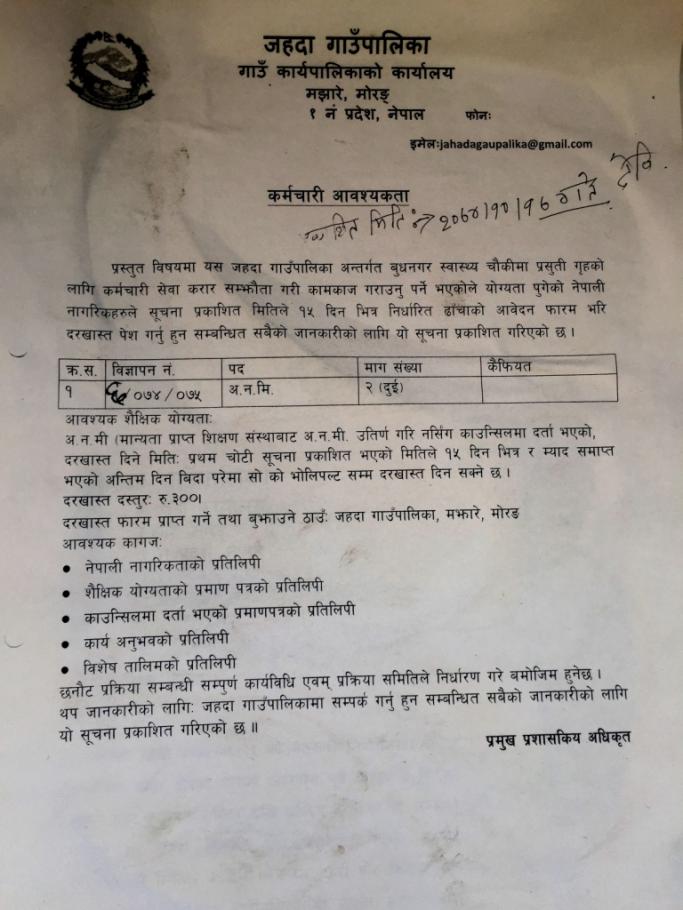 जहदा गाउँपालिका
गाउँ कार्यपालिकाको कार्यालय
मझारे, मोरङ्ग
१ नं प्रदेश, नेपाल फोनः
इमेलःjahadagaupalika@gmail.com
कर्मचारी आवश्यकता
मितिः २०७४/१०/१७ गते
प्रस्तुत विषयमा यस जहदा गाउँपालिका अन्तर्गत बुधनगर स्वास्थ्य चौकीमा प्रसुती गृहको
लागि कर्मचारी सेवा करार सम्झौता गरी कामकाज गराउनु पर्ने भएकोले योग्यता पुगेको नेपाली
नागरिकहरुले सूचना प्रकाशित मितिले १५ दिन भित्र निर्धारित ढाँचाको आवेदन फारम भरि
दरखास्त पेश गर्नु हुन सम्बन्धित सबैको जानकारीको लागि यो सूचना प्रकाशित गरिएको छ ।
क्र.स. विज्ञापन नं. पद माग संख्या कैफियत
१ ६/०७४/०७५ अ.न.मि. २ (दुई)
आवश्यक शैक्षिक योग्यता:
अ.न.मी (मान्यता प्राप्त शिक्षण संस्थाबाट अ.न.मी. उतिर्ण गरि नर्सिंग काउन्सिलमा दर्ता भएको,
दरखास्त दिने मिति: प्रथम चोटी सूचना प्रकाशित भएको मितिले १५ दिन भित्र र म्याद समाप्त
भएको अन्तिम दिन बिदा परेमा सो को भोलिपल्ट सम्म दरखास्त दिन सक्ने छ ।
दरखास्त दस्तुर: रु.३००।
दरखास्त फारम प्राप्त गर्ने तथा बुझाउने ठाउँ: जहदा गाउँपालिका, मझारे, मोरङ
आवश्यक कागज:
• नेपाली नागरिकताको प्रतिलिपी
• शैक्षिक योग्यताको प्रमाण पत्रको प्रतिलिपी
• काउन्सिलमा दर्ता भएको प्रमाणपत्रको प्रतिलिपी
• कार्य अनुभवको प्रतिलिपी
• विशेष तालिमको प्रतिलिपी
छनौट प्रक्रिया सम्बन्धी सम्पुर्ण कार्यविधि एवम् प्रक्रिया समितिले निर्धारण गरे बमोजिम हुनेछ ।
थप जानकारीको लागि: जहदा गाउँपालिकामा सम्पर्क गर्नु हुन सम्बन्धित सबैको जानकारीको लागि
यो सूचना प्रकाशित गरिएको छ ॥
प्रमुख प्रशासकिय अधिकृत